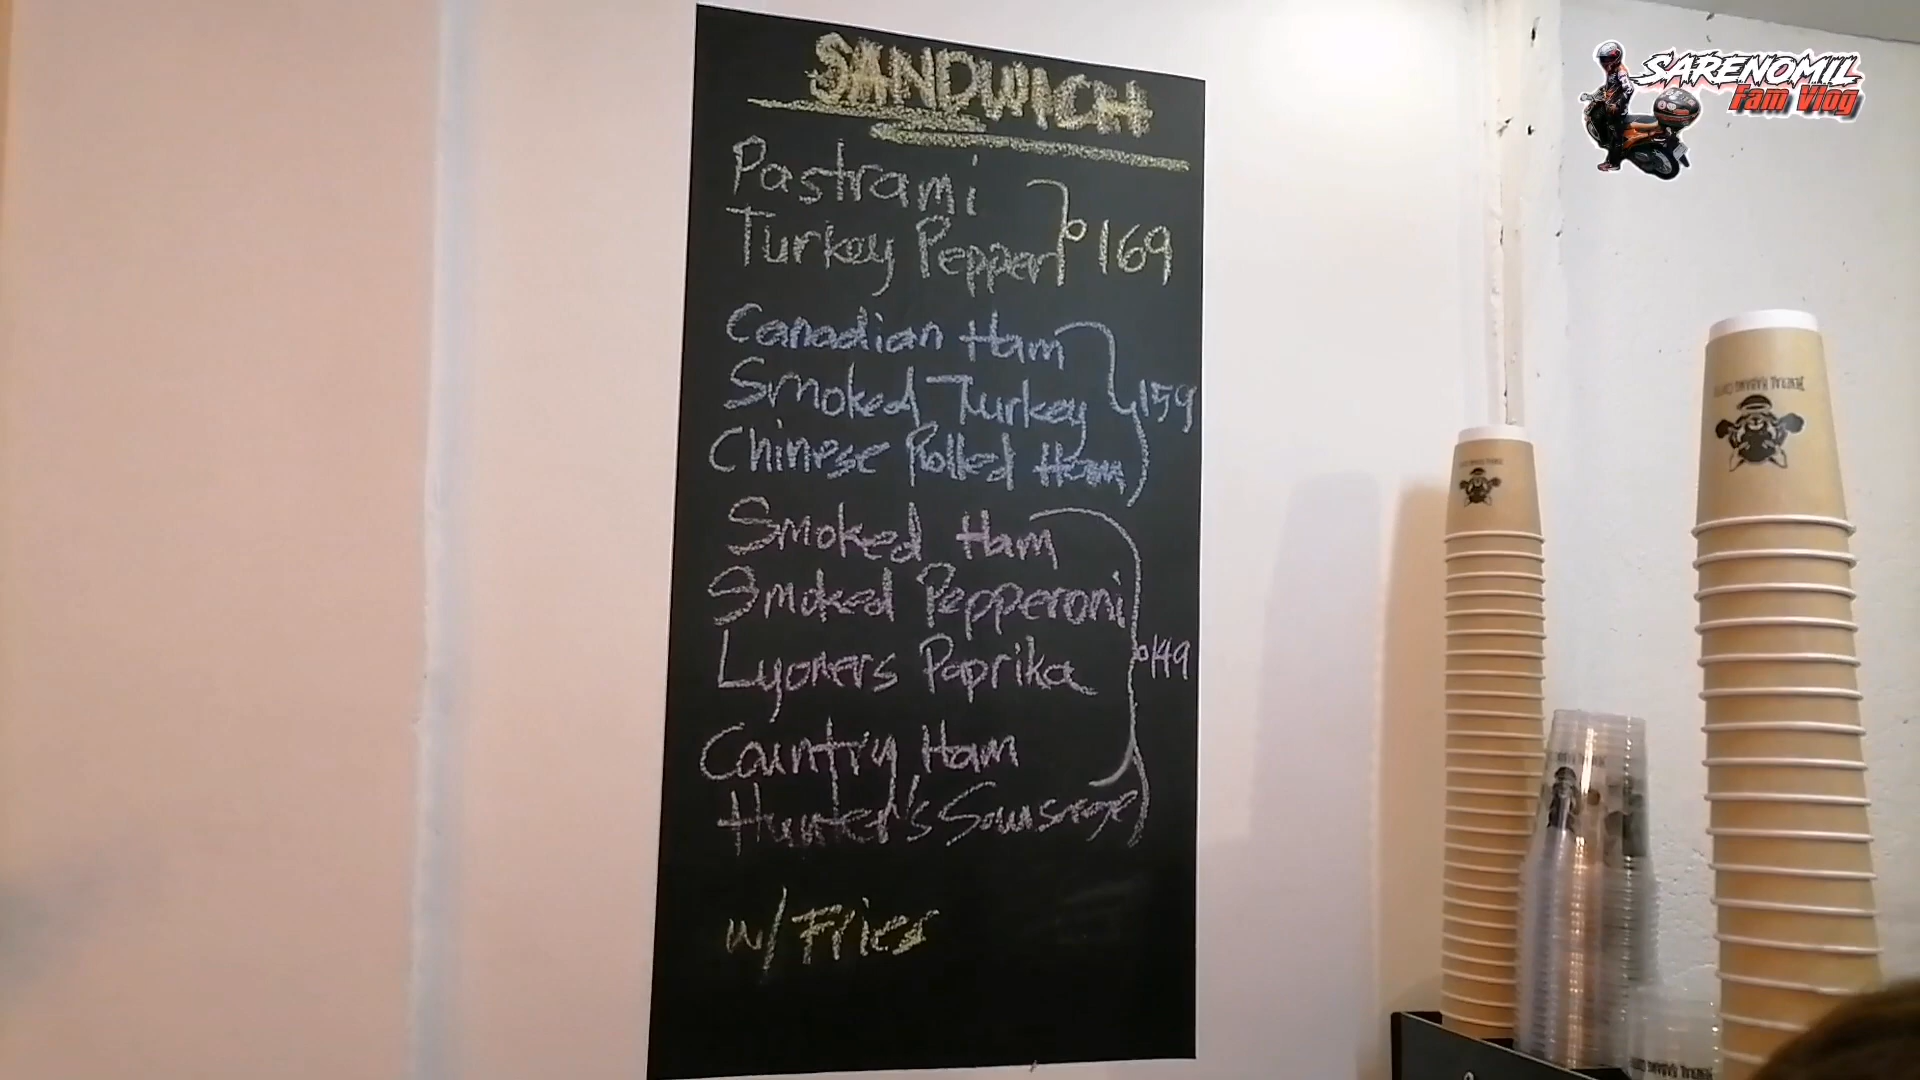 SANDWICH
Pastrami
Turkey Pepper 169
Canadian Ham
Smoked Turkey 159
Chinese Rolled Ham
Smoked Ham
Smoked Pepperoni
Lyoners Paprika 149
Country Ham
Hunter's Sausage
w/ Fries
SARENOMIL
Fam Vlog